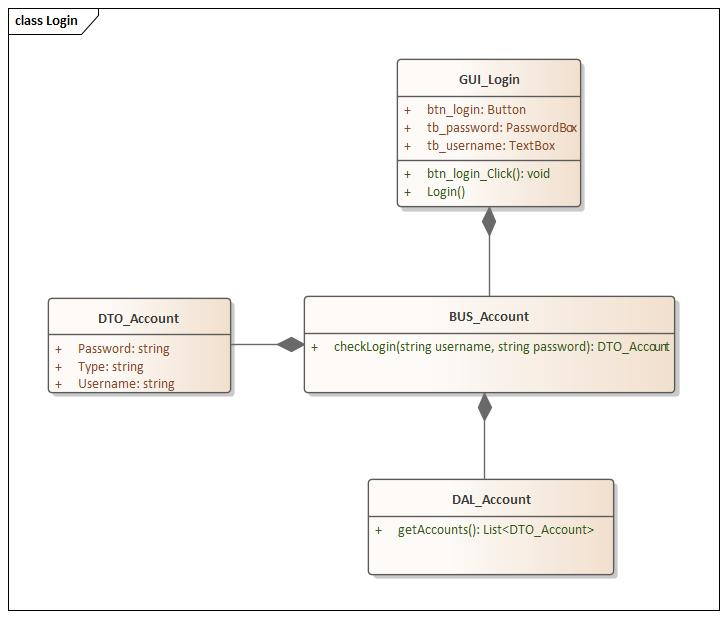 class Login
GUI_Login
+ btn_login: Button
+ tb_password: PasswordBox
+ tb_username: TextBox
+ btn_login_Click(): void
+ Login()
DTO_Account
+ Password: string
+ Type: string
+ Username: string
BUS_Account
+ checkLogin(string username, string password): DTO_Account
DAL_Account
+ getAccounts(): List<DTO_Account>